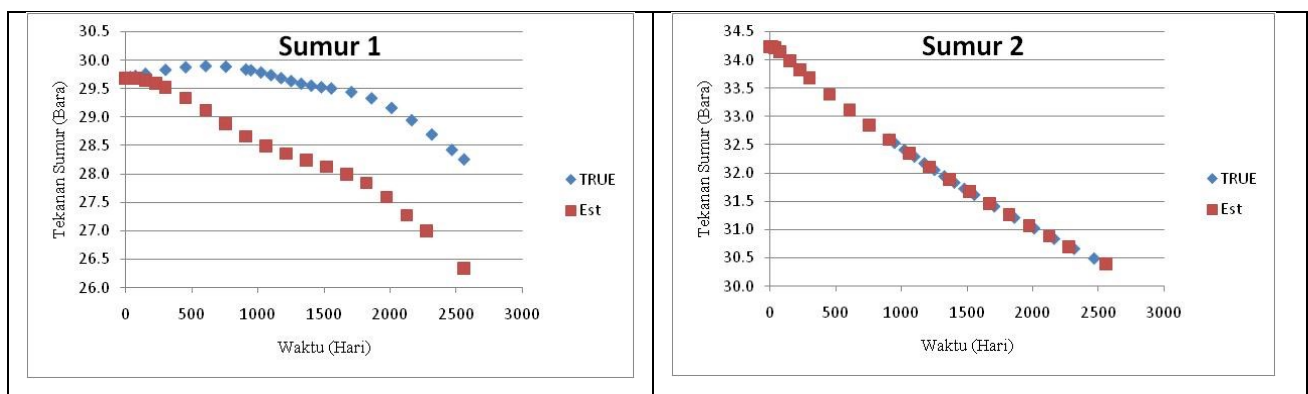 Sumur 1
30.5
30.0
29.5
29.0
28.5
28.0
27.5
27.0
26.5
26.0
Tekanan Sumur (Bara)
0 500 1000 1500 2000 2500 3000
Waktu (Hari)
TRUE
Est
Sumur 2
34.5
34.0
33.5
33.0
32.5
32.0
31.5
31.0
30.5
30.0
Tekanan Sumur (Bara)
0 500 1000 1500 2000 2500 3000
Waktu (Hari)
TRUE
Est